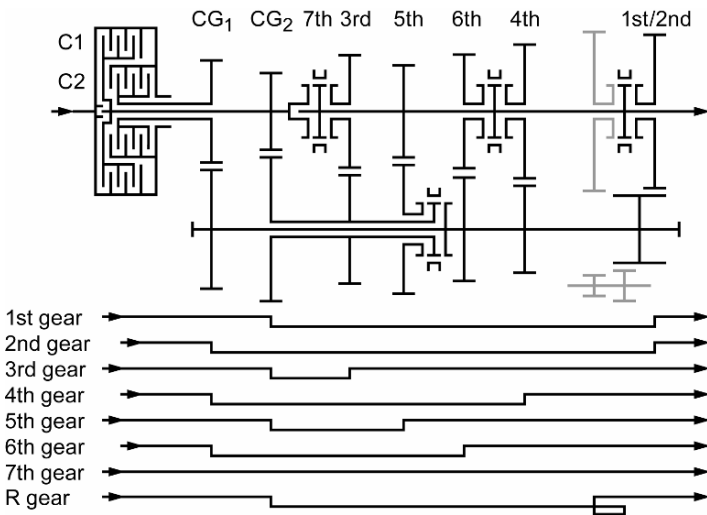 CG1 CG2 7th 3rd 5th 6th 4th 1st/2nd
C1
C2
1st gear
2nd gear
3rd gear
4th gear
5th gear
6th gear
7th gear
R gear